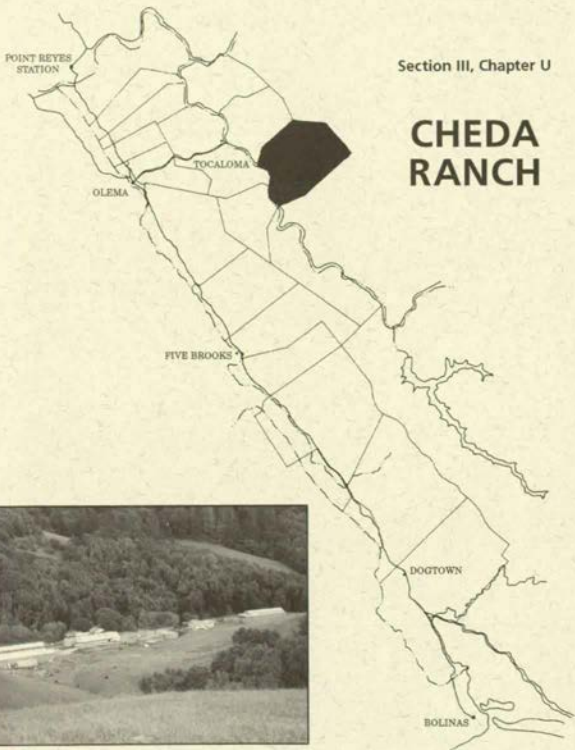 POINT REYES
STATION
Section III, Chapter U
CHEDA
RANCH
TOCALOMA
OLEMA
FIVE BROOKS
DOGTOWN
BOLINAS